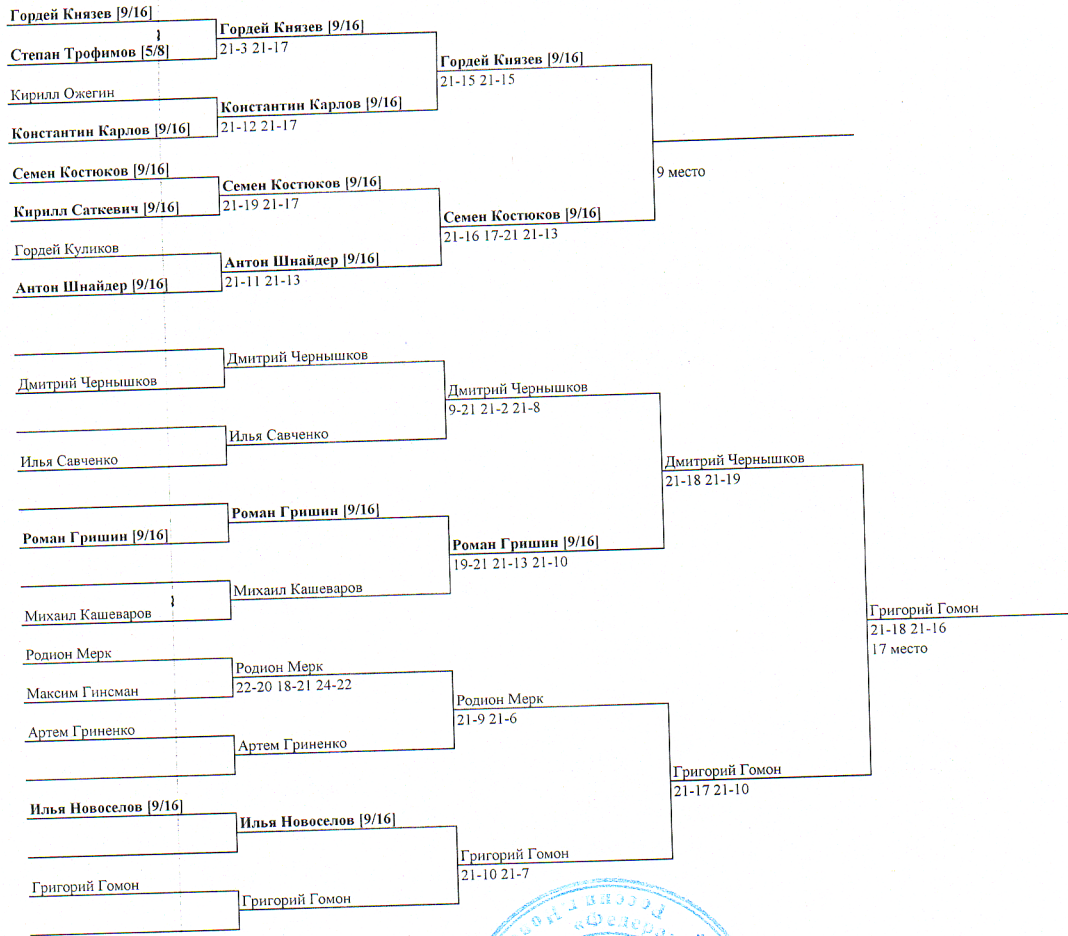 Гордей Князев [9/16]
Степан Трофимов [5/8]
Гордей Князев [9/16]
21-3 21-17
Кирилл Ожегин
Константин Карлов [9/16]
Константин Карлов [9/16]
21-12 21-17
Гордей Князев [9/16]
21-15 21-15
Семен Костюков [9/16]
Кирилл Саткевич [9/16]
Семен Костюков [9/16]
21-19 21-17
Гордей Куликов
Антон Шнайдер [9/16]
Антон Шнайдер [9/16]
21-11 21-13
Семен Костюков [9/16]
21-16 17-21 21-13
9 место
Дмитрий Чернышков
Дмитрий Чернышков
Илья Савченко
Илья Савченко
Дмитрий Чернышков
9-21 21-2 21-8
Роман Гришин [9/16]
Роман Гришин [9/16]
Михаил Кашеваров
Михаил Кашеваров
Роман Гришин [9/16]
19-21 21-13 21-10
Дмитрий Чернышков
21-18 21-19
Родион Мерк
Максим Гинсман
Родион Мерк
22-20 18-21 24-22
Артем Гриненко
Артем Гриненко
Родион Мерк
21-9 21-6
Илья Новоселов [9/16]
Илья Новоселов [9/16]
Григорий Гомон
Григорий Гомон
Григорий Гомон
21-10 21-7
Григорий Гомон
21-17 21-10
Григорий Гомон
21-18 21-16
17 место